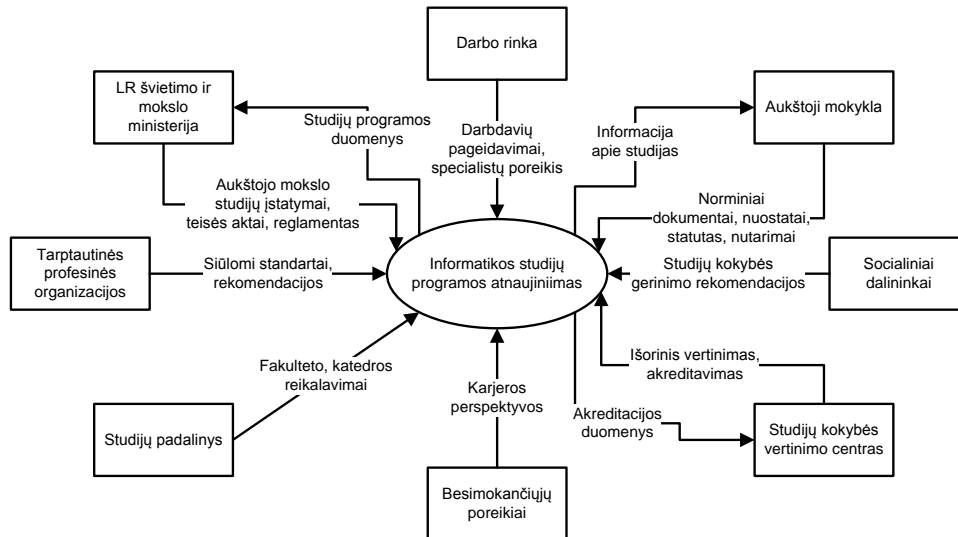 Darbo rinka
LR švietimo ir
mokslo
ministerija
Aukštoji mokykla
Studijų programos
duomenys
Darbdavių
pageidavimai,
specialistų poreikis
Informacija
apie studijas
Aukštojo mokslo
studijų įstatymai,
teisės aktai, reglamentas
Norminiai
dokumentai, nuostatai,
statutas, nutarimai
Tarptautinės
profesinės
organizacijos
Siūlomi standartai,
rekomendacijos
Informatikos studijų
programos atnaujiniimas
Studijų kokybės
gerinimo rekomendacijos
Socialiniai
dalininkai
Fakulteto, katedros
reikalavimai
Karjeros
perspektyvos
Išorinis vertinimas,
akreditavimas
Akreditacijos
duomenys
Studijų padalinys
Studijų kokybės
vertinimo centras
Besimokančiųjų
poreikiai